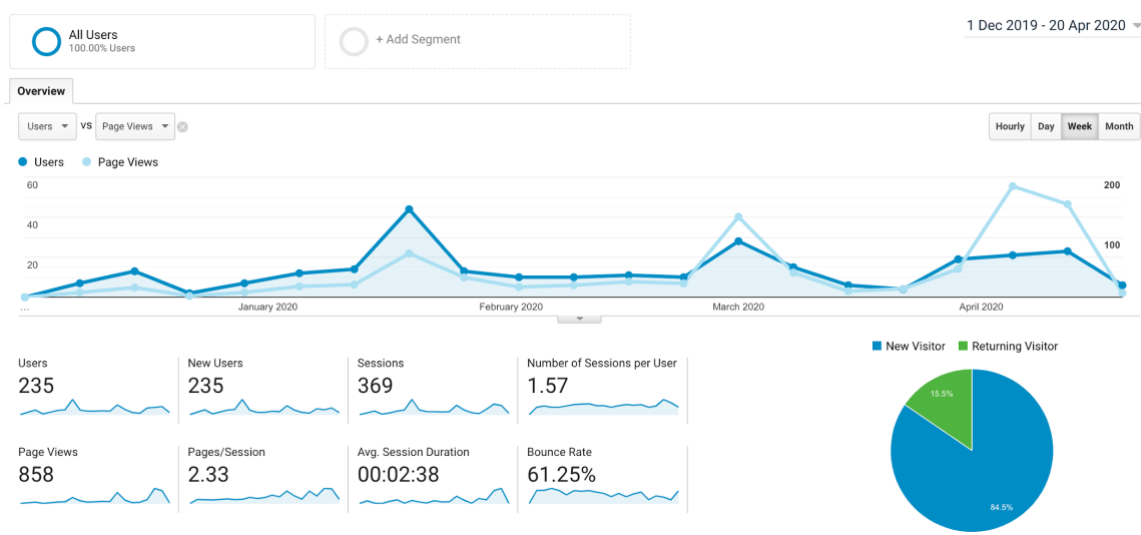 All Users
100.00% Users
+ Add Segment
1 Dec 2019 - 20 Apr 2020
Overview
Users VS Page Views
Hourly Day Week Month
Users Page Views
60 200
40
100
20
... January 2020 February 2020 March 2020 April 2020
New Visitor Returning Visitor
Users New Users Sessions Number of Sessions per User
235 235 369 1.57
15.5%
Page Views Pages/Session Avg. Session Duration Bounce Rate
858 2.33 00:02:38 61.25%
84.5%